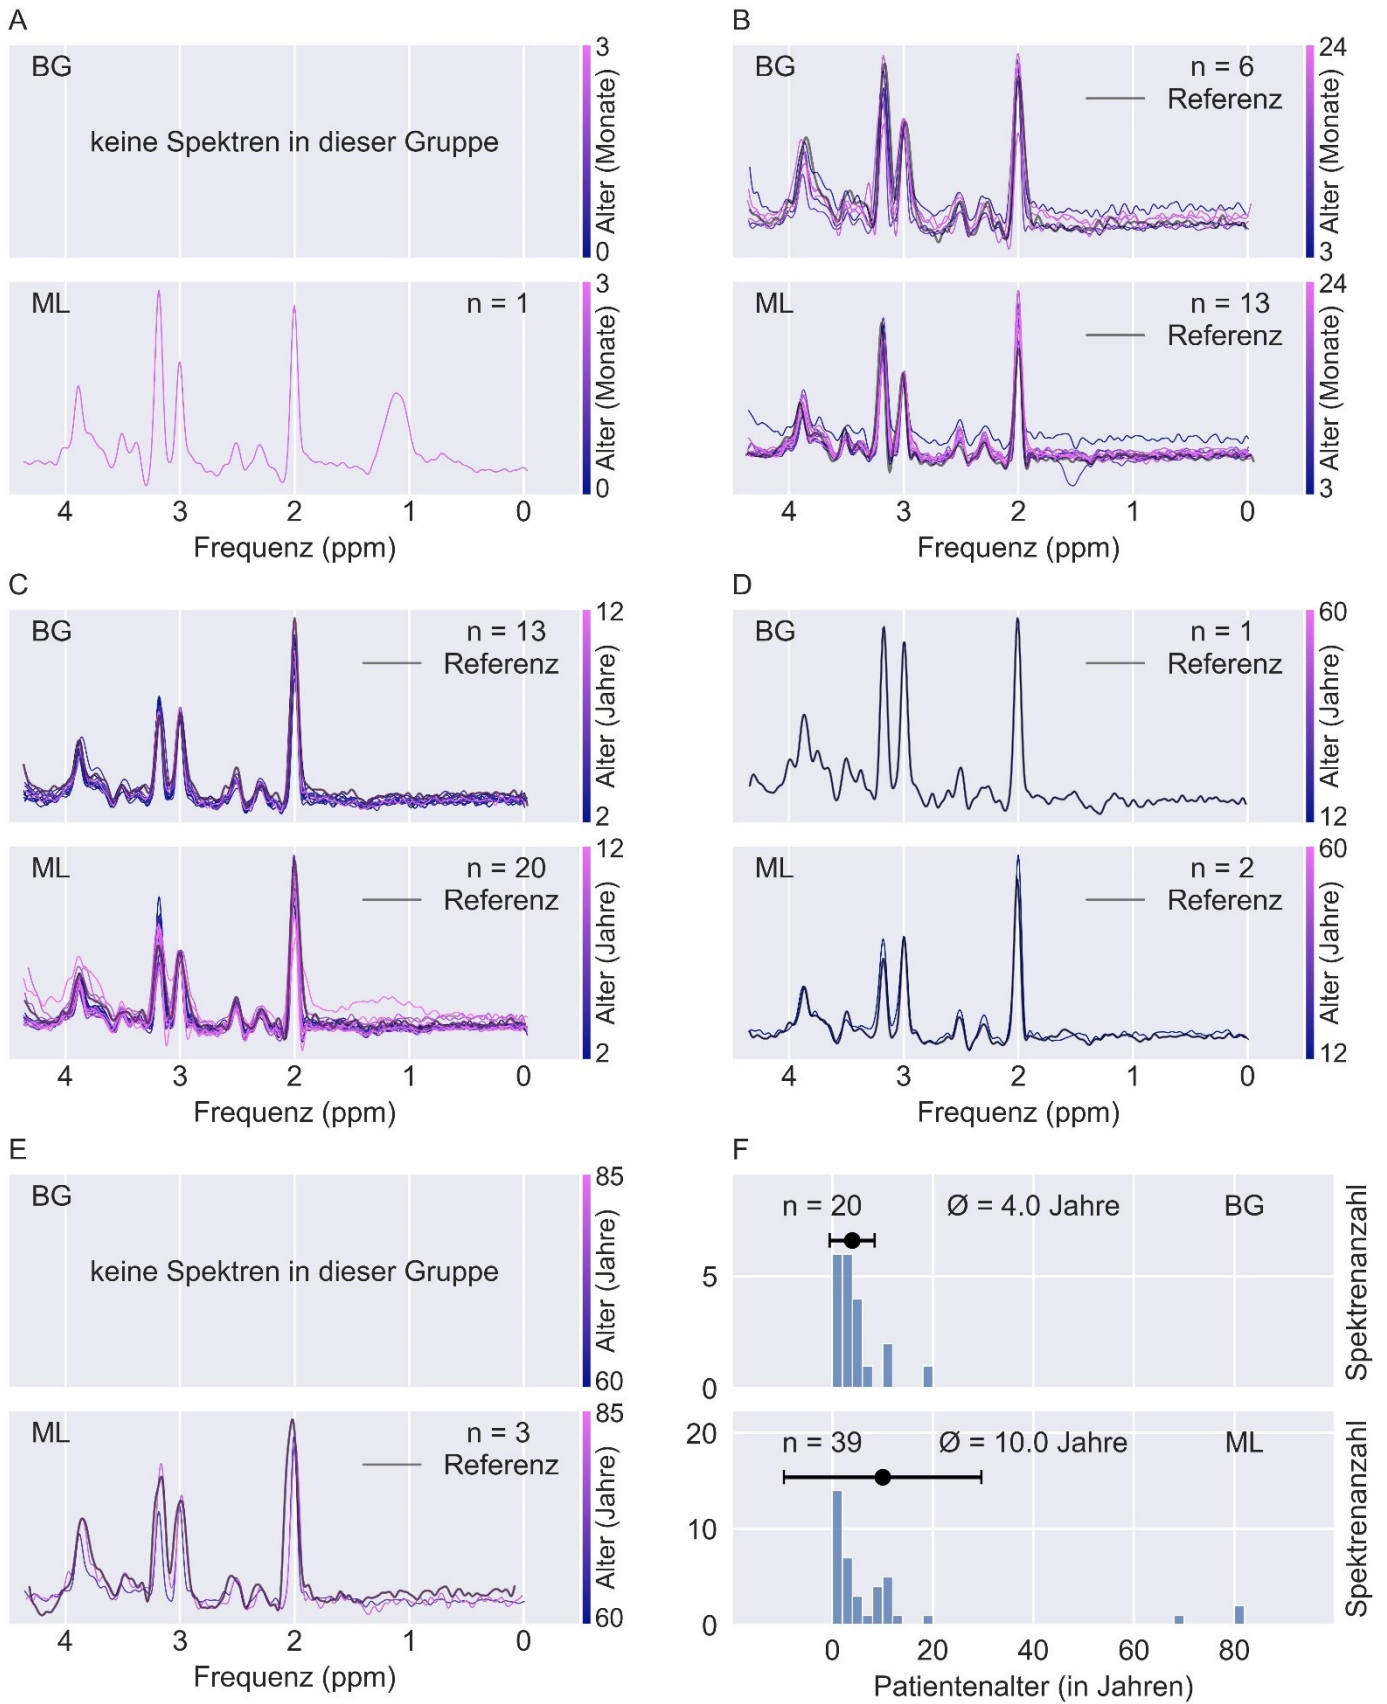 A
BG
keine Spektren in dieser Gruppe
3
Alter (Monate)
0
ML
n = 1
3
Alter (Monate)
0
4 3 2 1 0
Frequenz (ppm)
B
BG
n = 6
Referenz
24
Alter (Monate)
3
ML
n = 13
Referenz
24
Alter (Monate)
3
4 3 2 1 0
Frequenz (ppm)
C
BG
n = 13
Referenz
12
Alter (Jahre)
2
ML
n = 20
Referenz
12
Alter (Jahre)
2
4 3 2 1 0
Frequenz (ppm)
D
BG
n = 1
Referenz
60
Alter (Jahre)
12
ML
n = 2
Referenz
60
Alter (Jahre)
12
4 3 2 1 0
Frequenz (ppm)
E
BG
keine Spektren in dieser Gruppe
85
Alter (Jahre)
60
ML
n = 3
Referenz
85
Alter (Jahre)
60
4 3 2 1 0
Frequenz (ppm)
F
n = 20 Ø = 4.0 Jahre BG
5
0
Spektrenanzahl
20
n = 39 Ø = 10.0 Jahre ML
10
0
Spektrenanzahl
0 20 40 60 80
Patientenalter (in Jahren)